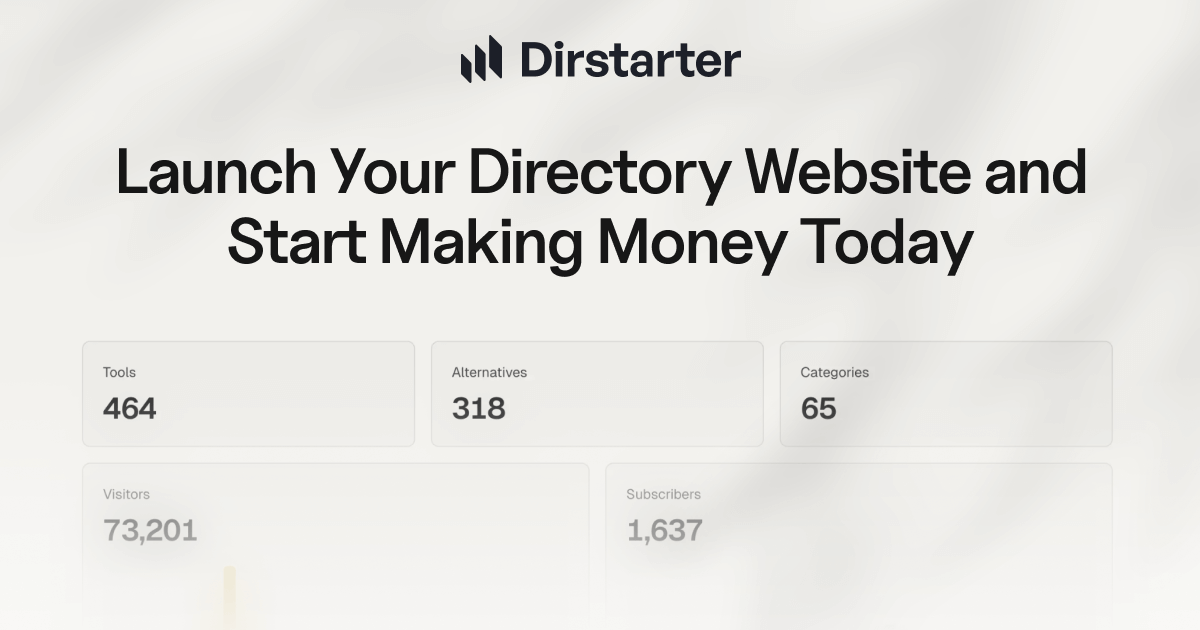 Dirstarter
Launch Your Directory Website and
Start Making Money Today
Tools
464
Alternatives
318
Categories
65
Visitors
73,201
Subscribers
1,637